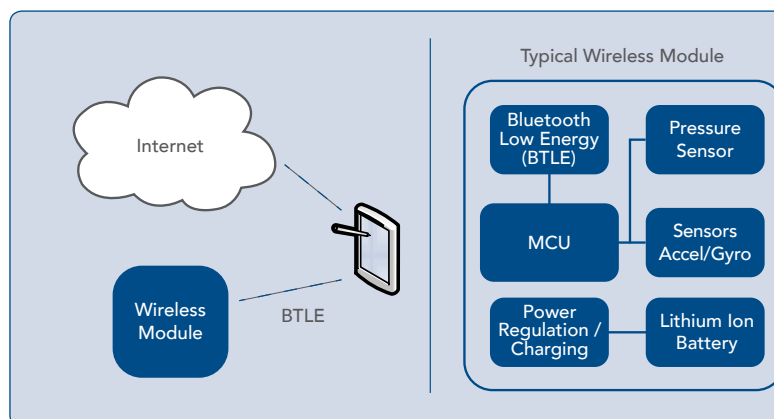 Internet
Wireless
Module
BTLE
Typical Wireless Module
Bluetooth
Low Energy
(BTLE)
Pressure
Sensor
MCU
Sensors
Accel/Gyro
Power
Regulation /
Charging
Lithium Ion
Battery